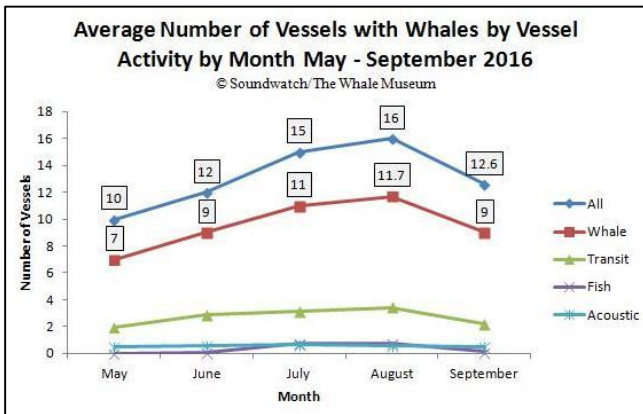 Average Number of Vessels with Whales by Vessel
Activity by Month May - September 2016
© Soundwatch/The Whale Museum
Number of Vessels
18
16
14
12
10
8
6
4
2
0
10
12
15
16
12.6
7
9
11
11.7
9
May June July August September
Month
All
Whale
Transit
Fish
Acoustic